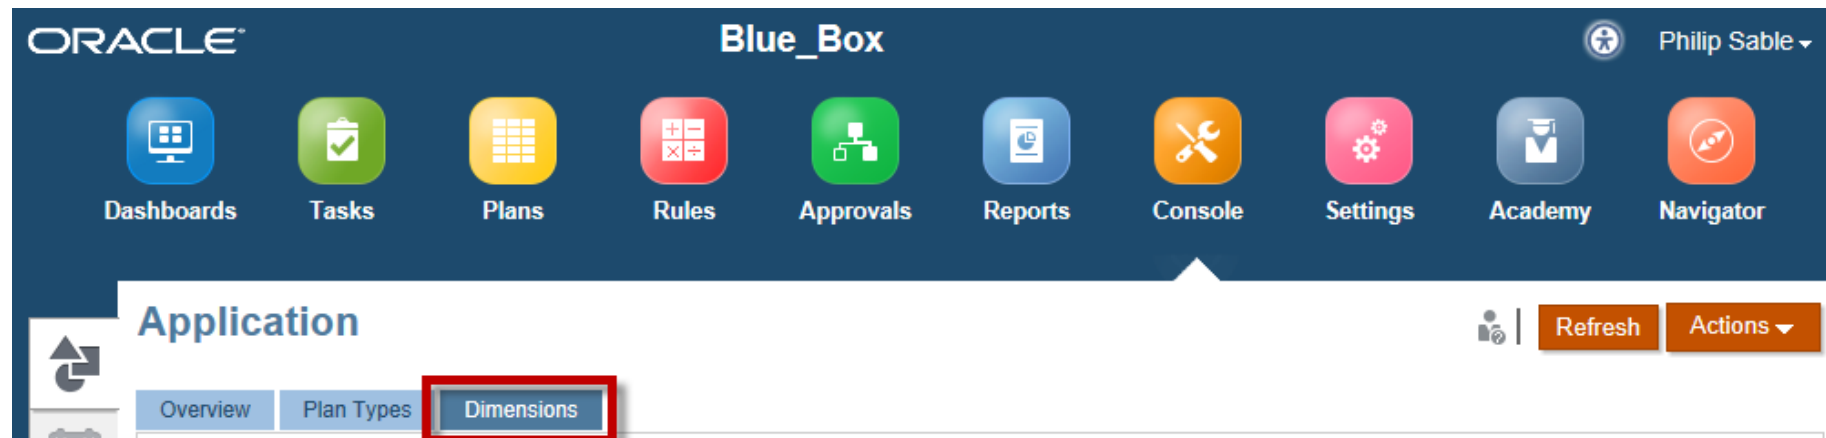 ORACLE
Blue_Box
Philip Sable
Dashboards Tasks Plans Rules Approvals Reports Console Settings Academy Navigator
Application
Refresh Actions
Overview Plan Types Dimensions